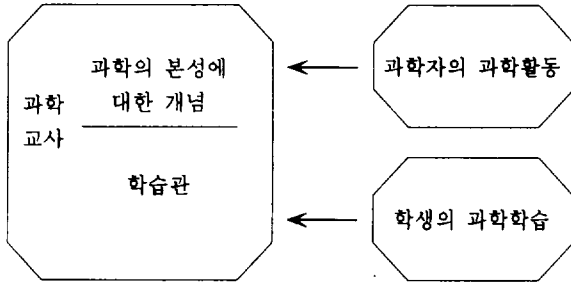 과학의 본성에
대한 개념
과학
교사
학습관
과학자의 과학활동
학생의 과학학습